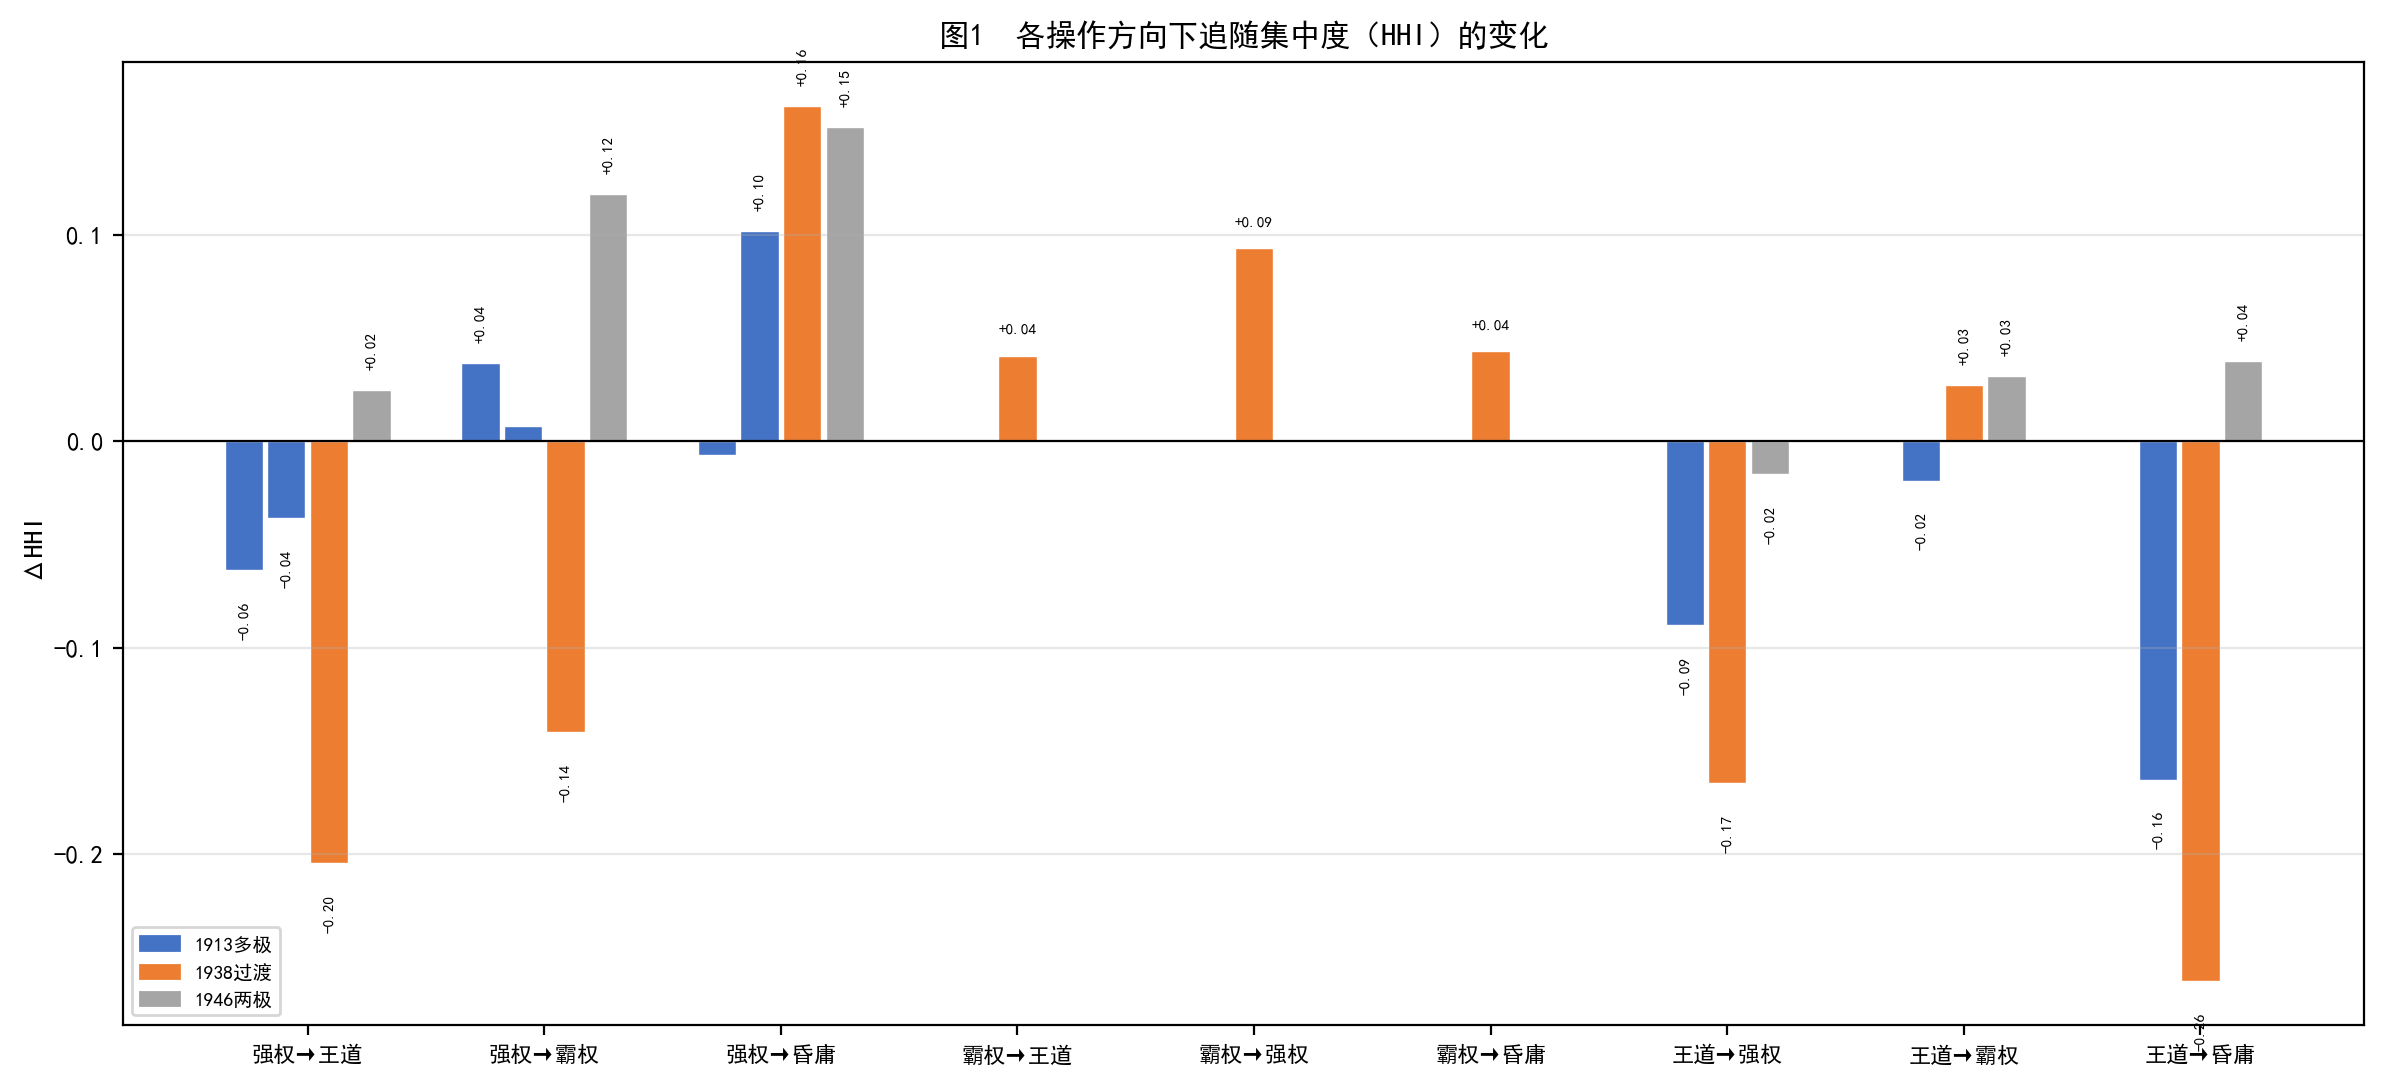 图1 各操作方向下追随集中度（HHI）的变化
ΔHHI
0.1
0.0
−0.1
−0.2
−0.06
−0.04
−0.20
+0.02
+0.04
−0.14
+0.12
+0.10
+0.16
+0.15
+0.04
+0.09
+0.04
−0.09
−0.17
−0.02
−0.02
+0.03
+0.03
−0.16
−0.26
+0.04
1913多极
1938过渡
1946两极
强权→王道
强权→霸权
强权→昏庸
霸权→王道
霸权→强权
霸权→昏庸
王道→强权
王道→霸权
王道→昏庸